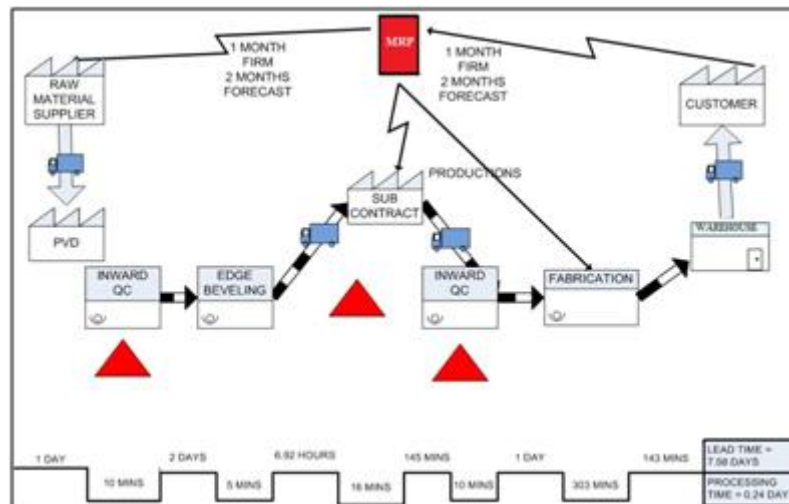 MRP
1 MONTH
FIRM
2 MONTHS
FORECAST
1 MONTH
FIRM
2 MONTHS
FORECAST
RAW
MATERIAL
SUPPLIER
CUSTOMER
PRODUCTIONS
SUB
CONTRACT
PVD
WAREHOUSE
INWARD
QC
EDGE
BEVELING
INWARD
QC
FABRICATION
1 DAY
2 DAYS
6.92 HOURS
145 MINS
1 DAY
143 MINS
LEAD TIME =
7.58 DAYS
10 MINS
5 MINS
16 MINS
10 MINS
303 MINS
PROCESSING
TIME = 0.24 DAY